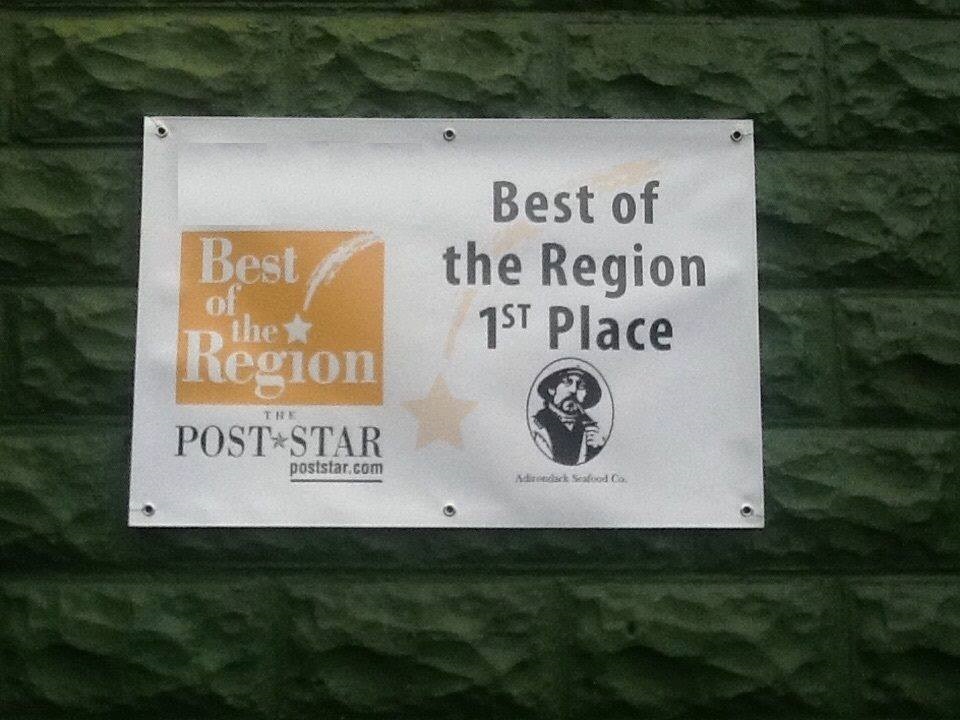 Best
of
the
Region
THE
POST★STAR
poststar.com
Best of
the Region
1ST Place
Adirondack Seafood Co.